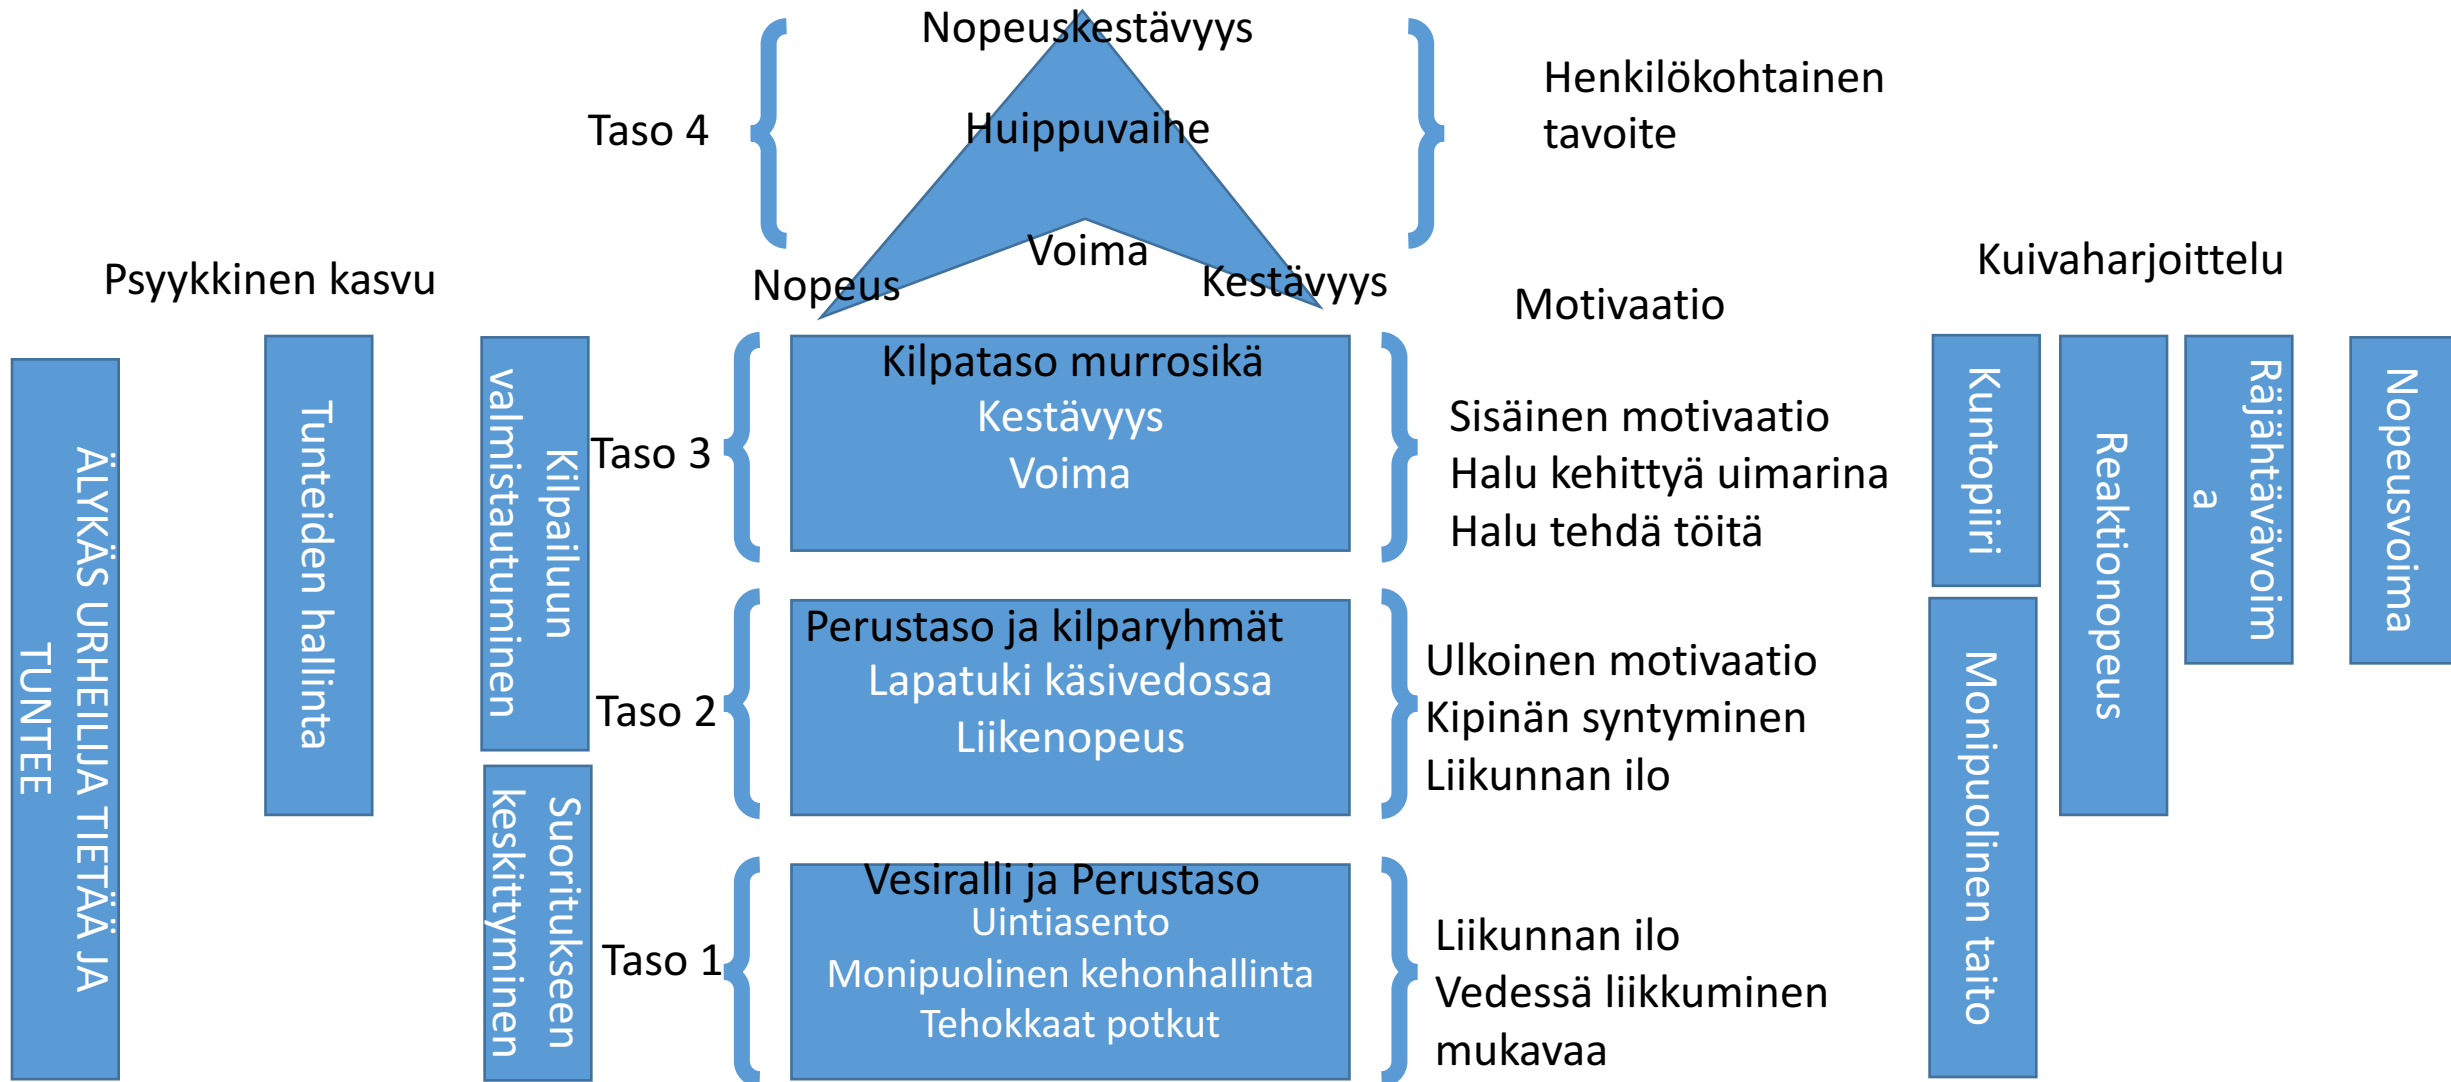 Nopeuskestävyys
Huippuvaihe
Voima
Nopeus
Kestävyys
Taso 4
Henkilökohtainen
tavoite
Psyykkinen kasvu
Motivaatio
Kuivaharjoittelu
ÄLYKÄS URHEILIJA TIETÄÄ JA
TUNTEE
Tunteiden hallinta
Kilpailuun
valmistautuminen
Suoritukseen
keskittyminen
Taso 3
Kilpataso murrosikä
Kestävyys
Voima
Sisäinen motivaatio
Halu kehittyä uimarina
Halu tehdä töitä
Taso 2
Perustaso ja kilparyhmät
Lapatuki käsivedossa
Liikenopeus
Ulkoinen motivaatio
Kipinän syntyminen
Liikunnan ilo
Taso 1
Vesiralli ja Perustaso
Uintiasento
Monipuolinen kehonhallinta
Tehokkaat potkut
Liikunnan ilo
Vedessä liikkuminen
mukavaa
Kuntopiiri
Monipuolinen taito
Reaktionopeus
Räjähtävävoim
a
Nopeusvoima